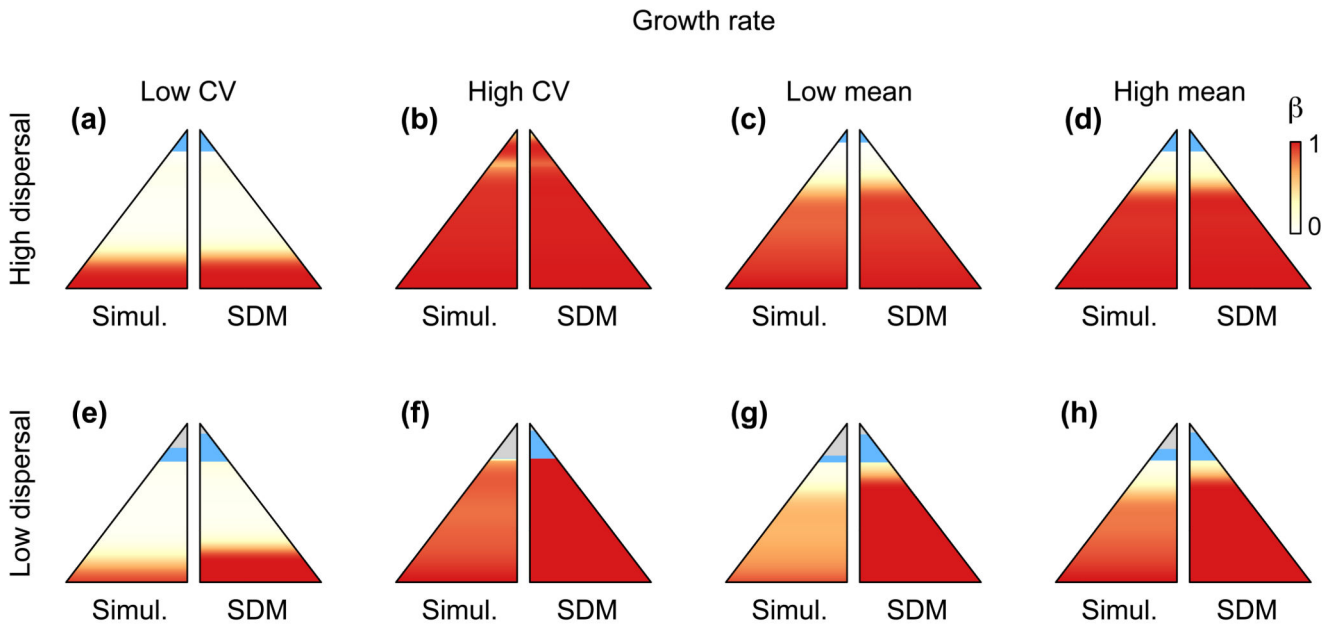 Growth rate
Low CV
High CV
Low mean
High mean
High dispersal
(a)
(b)
(c)
(d)
β
1
0
Simul.
SDM
Simul.
SDM
Simul.
SDM
Simul.
SDM
Low dispersal
(e)
(f)
(g)
(h)
Simul.
SDM
Simul.
SDM
Simul.
SDM
Simul.
SDM